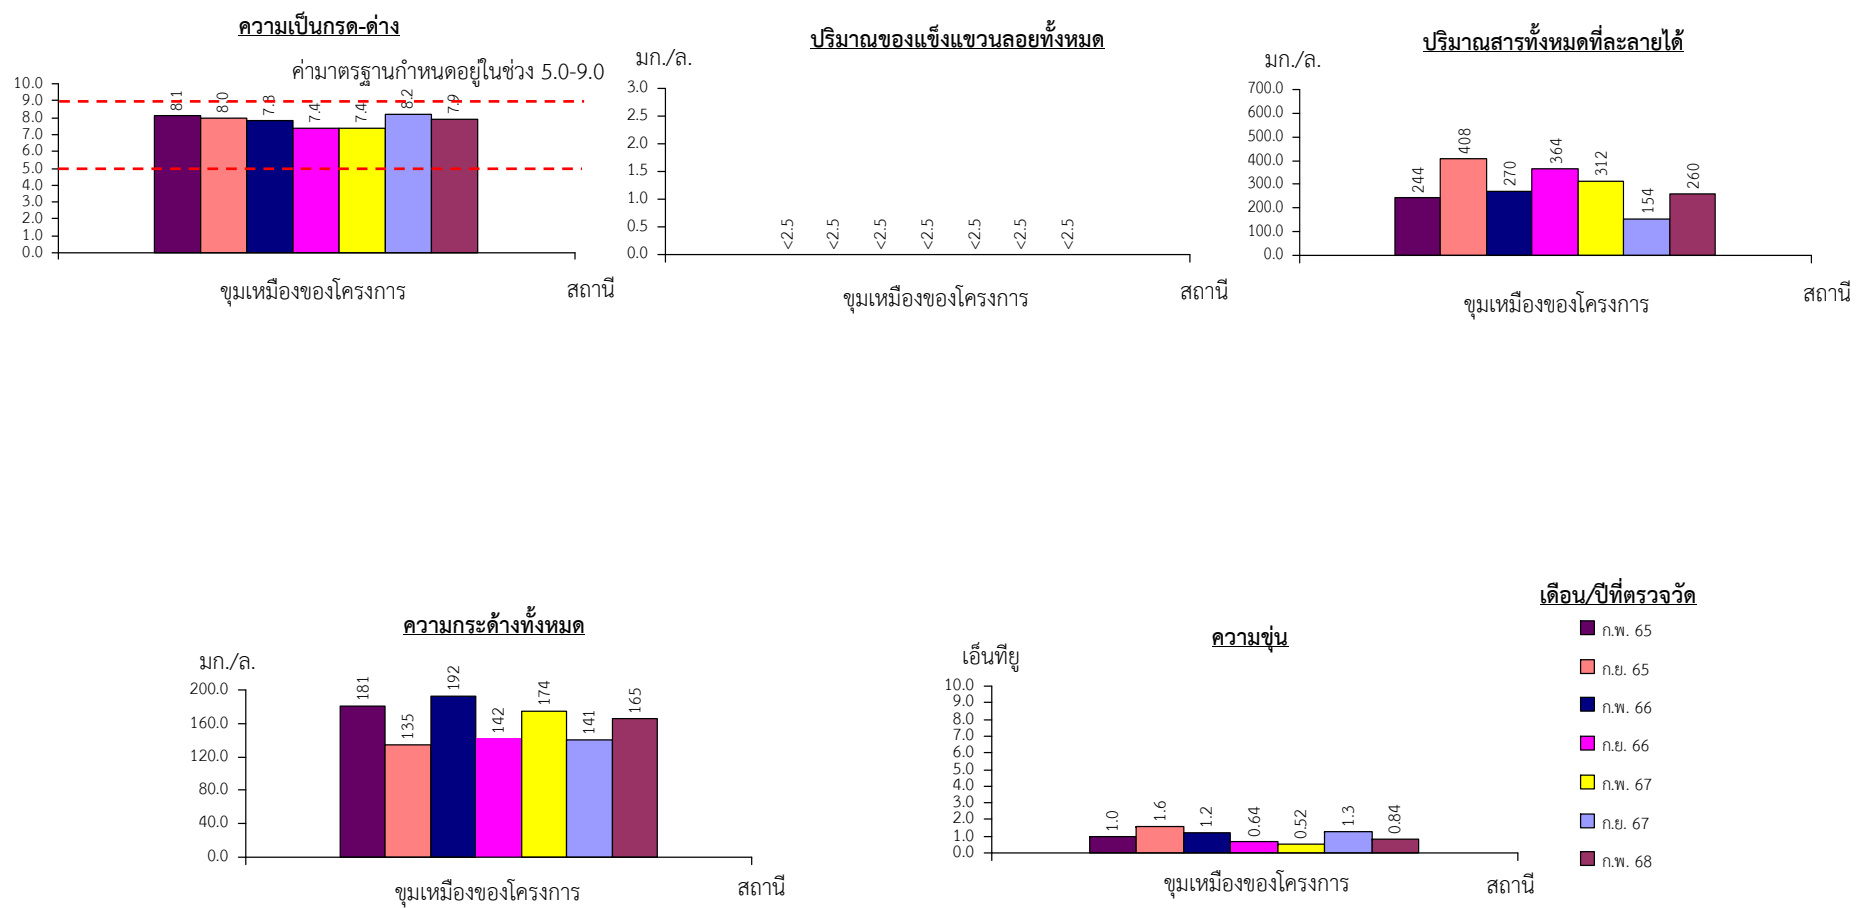 ความเป็นกรด-ด่าง
ค่ามาตรฐานกำหนดอยู่ในช่วง 5.0-9.0
10.0
9.0
8.0
7.0
6.0
5.0
4.0
3.0
2.0
1.0
0.0
8.1
8.0
7.8
7.4
7.4
8.2
7.9
ขุมเหมืองของโครงการ
สถานี
ปริมาณของแข็งแขวนลอยทั้งหมด
มก./ล.
3.0
2.5
2.0
1.5
1.0
0.5
0.0
<2.5
<2.5
<2.5
<2.5
<2.5
<2.5
<2.5
ขุมเหมืองของโครงการ
สถานี
ปริมาณสารทั้งหมดที่ละลายได้
มก./ล.
700.0
600.0
500.0
400.0
300.0
200.0
100.0
0.0
244
408
270
364
312
154
260
ขุมเหมืองของโครงการ
สถานี
ความกระด้างทั้งหมด
มก./ล.
200.0
160.0
120.0
80.0
40.0
0.0
181
135
192
142
174
141
165
ขุมเหมืองของโครงการ
สถานี
ความขุ่น
เอ็นทียู
10.0
9.0
8.0
7.0
6.0
5.0
4.0
3.0
2.0
1.0
0.0
1.0
1.6
1.2
0.64
0.52
1.3
0.84
ขุมเหมืองของโครงการ
สถานี
เดือน/ปีที่ตรวจวัด
ก.พ. 65
ก.ย. 65
ก.พ. 66
ก.ย. 66
ก.พ. 67
ก.ย. 67
ก.พ. 68